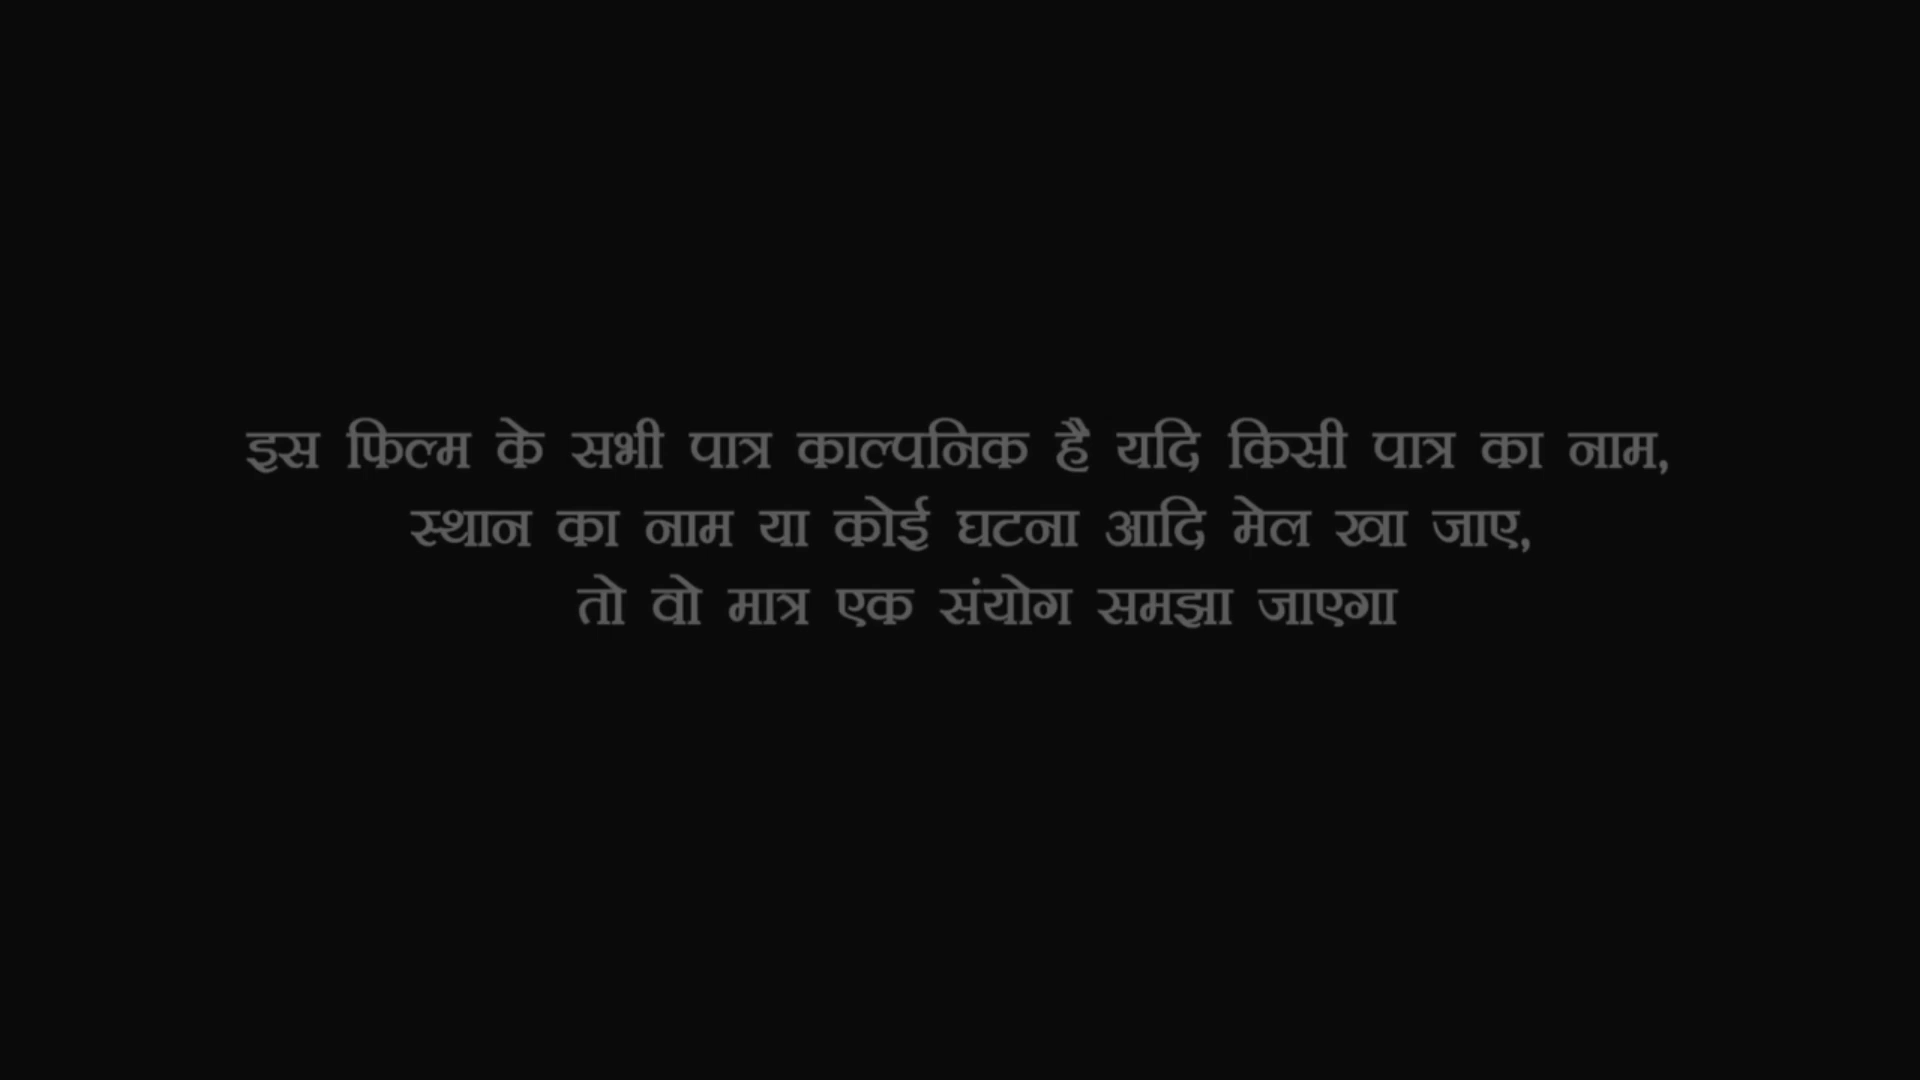 इस फिल्म के सभी पात्र काल्पनिक है यदि किसी पात्र का नाम,
स्थान का नाम या कोई घटना आदि मेल खा जाए,
तो वो मात्र एक संयोग समझा जाएगा